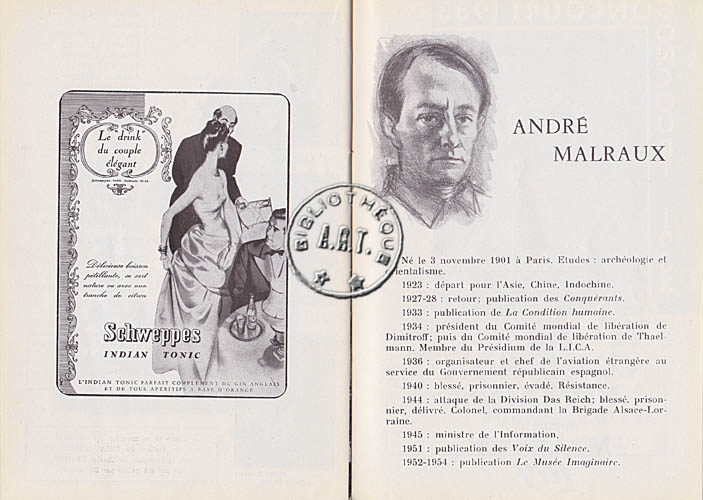 Le "drink"
du couple
élégant
Délicieuse boisson
pétillante, se sert
nature ou avec une
tranche de citron
Schweppes
INDIAN TONIC
L'INDIAN TONIC PARFAIT COMPLÉMENT DU GIN ANGLAIS
ET DE TOUS APÉRITIFS A BASE D'ORANGE
BIBLIOTHÈQUE
A.R.T.
ANDRÉ
MALRAUX
Né le 3 novembre 1901 à Paris. Etudes : archéologie et
orientalisme.
1923 : départ pour l'Asie, Chine, Indochine.
1927-28 : retour; publication des Conquérants.
1933 : publication de La Condition humaine.
1934 : président du Comité mondial de libération de
Dimitroff; puis du Comité mondial de libération de Thael-
mann. Membre du Présidium de la L.I.C.A.
1936 : organisateur et chef de l'aviation étrangère au
service du Gouvernement républicain espagnol.
1940 : blessé, prisonnier, évadé. Résistance.
1944 : attaque de la Division Das Reich; blessé, prison-
nier, délivré. Colonel, commandant la Brigade Alsace-Lor-
raine.
1945 : ministre de l'Information.
1951 : publication des Voix du Silence.
1952-1954 : publication Le Musée Imaginaire.